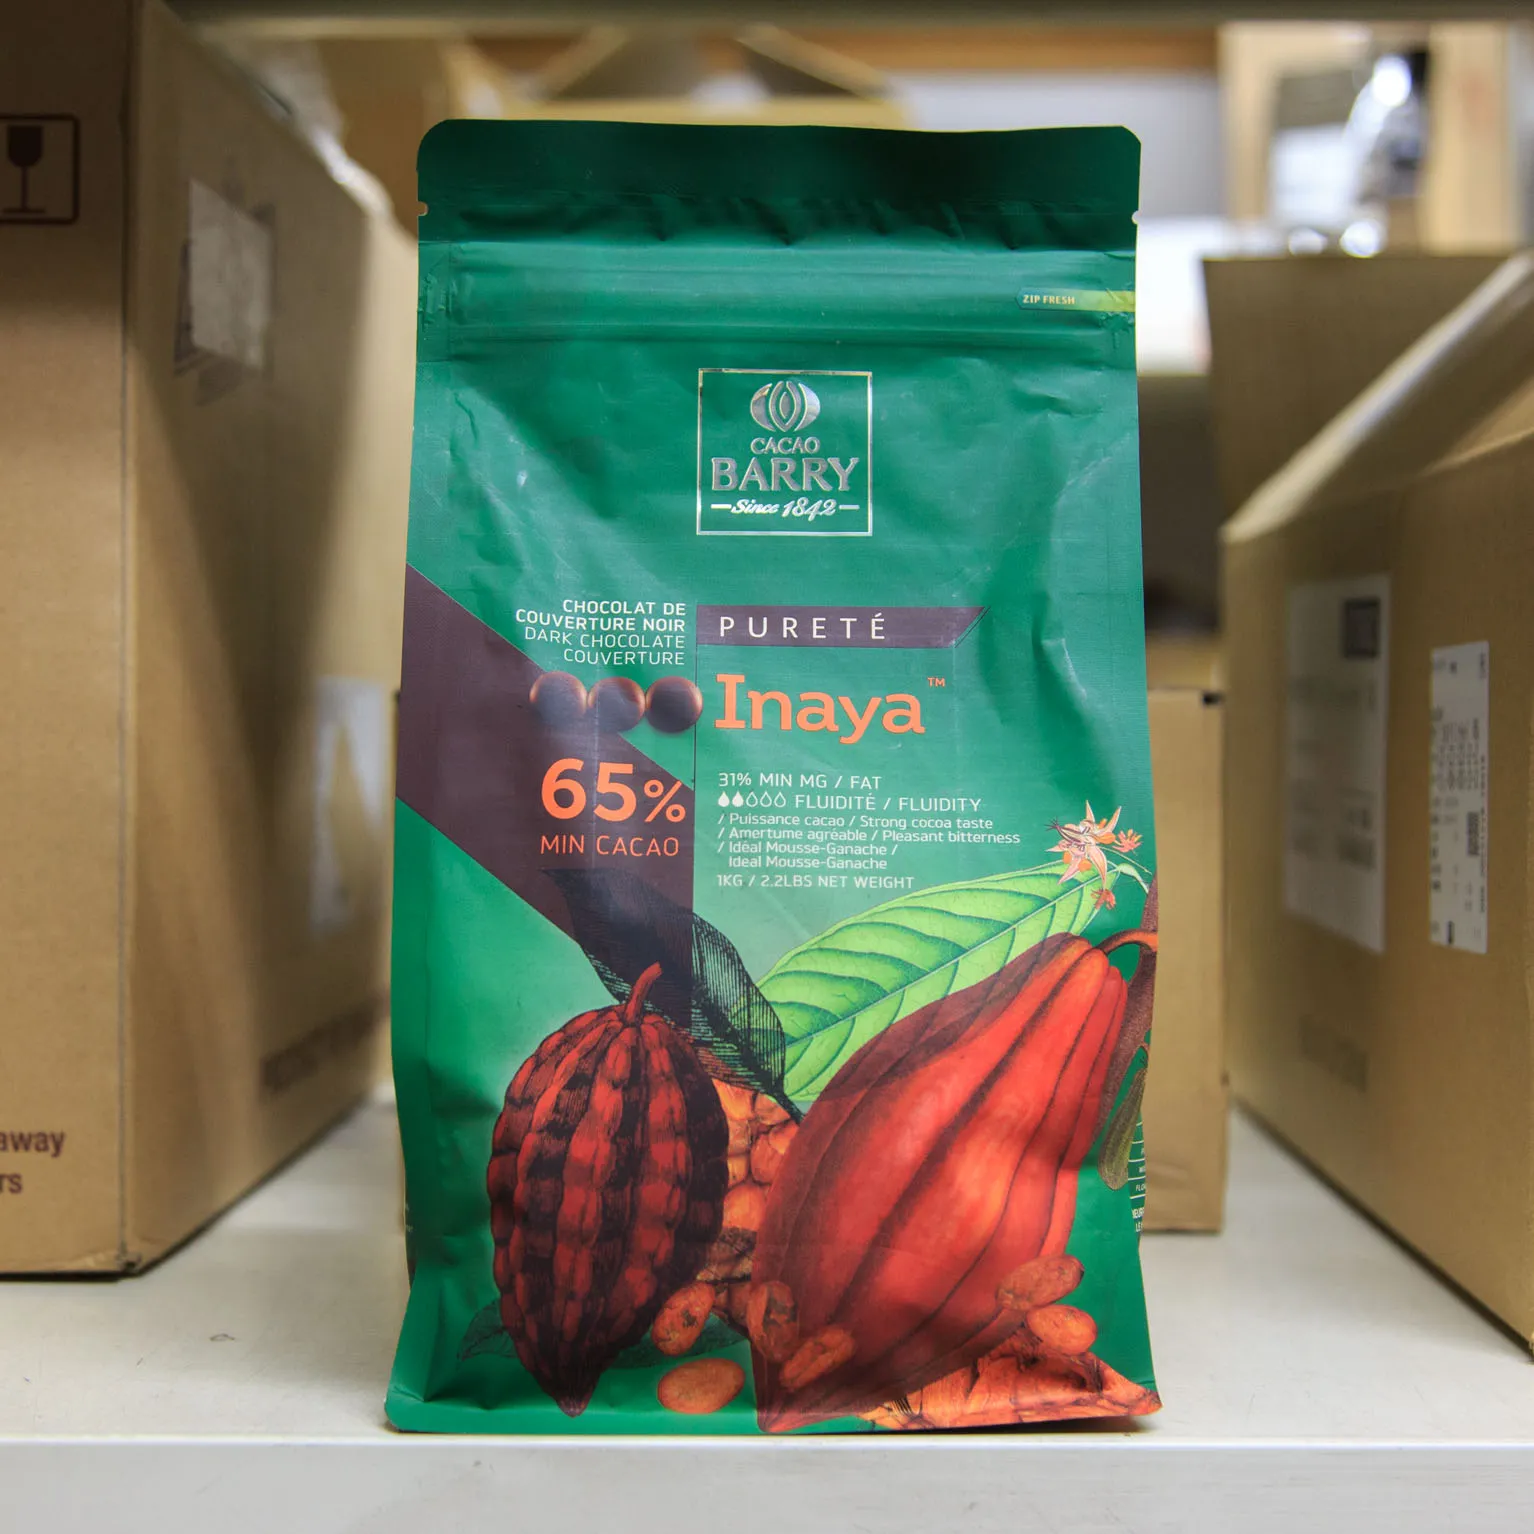 ZIP FRESH
CACAO
BARRY
Since 1842
CHOCOLAT DE
COUVERTURE NOIR
DARK CHOCOLATE
COUVERTURE
PURETÉ
Inaya™
65%
MIN CACAO
31% MIN MG / FAT
FLUIDITÉ / FLUIDITY
/ Puissance cacao / Strong cocoa taste
/ Amertume agréable / Pleasant bitterness
/ Idéal Mousse-Ganache /
Ideal Mousse-Ganache
1KG / 2.2LBS NET WEIGHT
away
rs